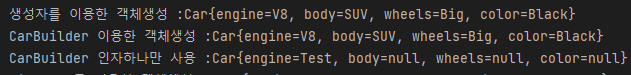 생성자를 이용한 객체생성 :Car{engine=V8, body=SUV, wheels=Big, color=Black}
CarBuilder 이용한 객체생성 :Car{engine=V8, body=SUV, wheels=Big, color=Black}
CarBuilder 인자하나만 사용 :Car{engine=Test, body=null, wheels=null, color=null}